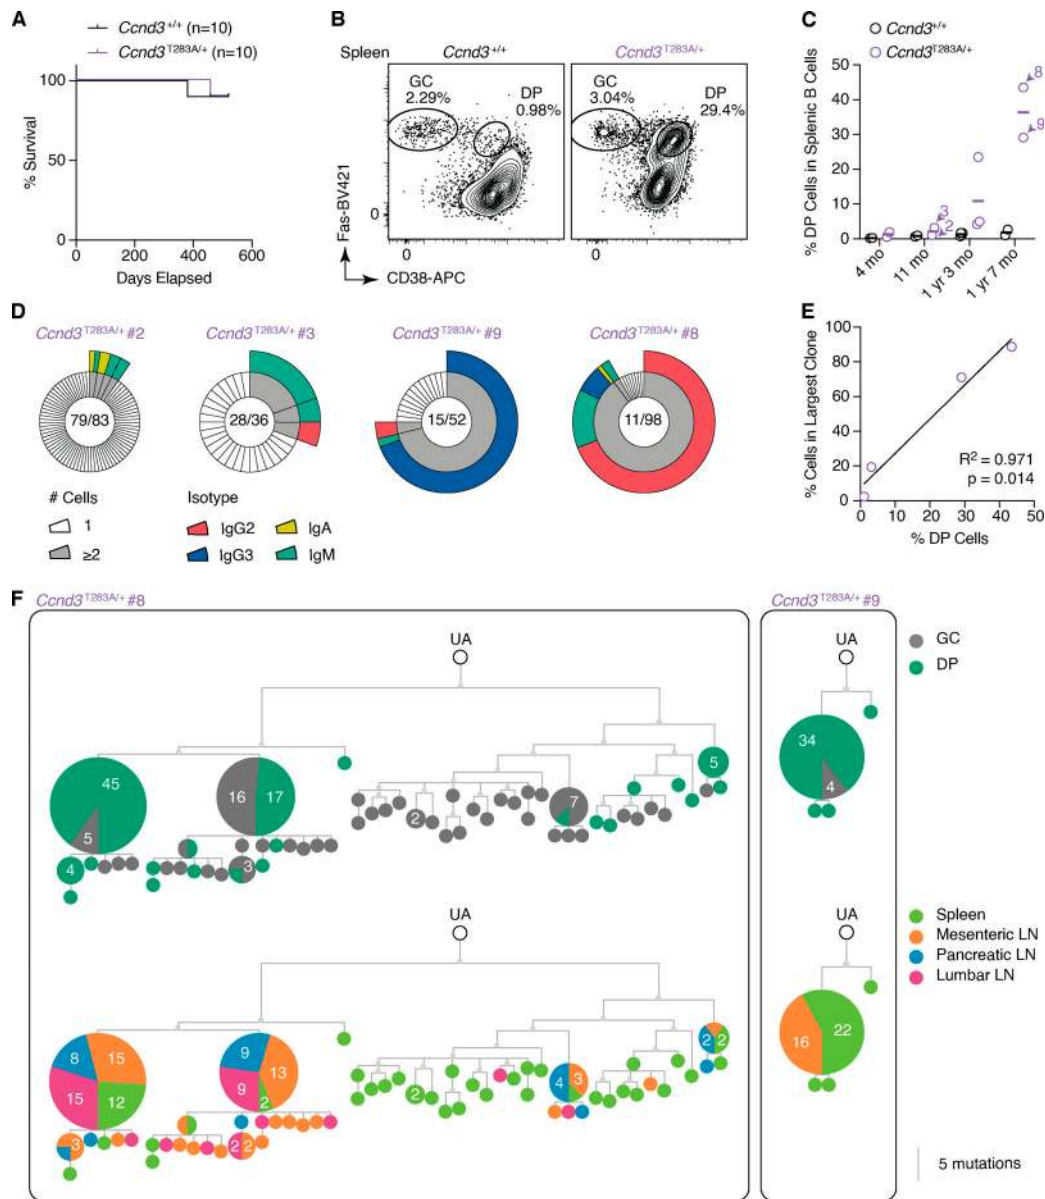 A
Ccnd3+/+ (n=10)
Ccnd3T283A/+ (n=10)
100
50
0
% Survival
0 200 400 600
Days Elapsed
B
Spleen
Ccnd3+/+
Ccnd3T283A/+
GC
2.29%
DP
0.98%
GC
3.04%
DP
29.4%
0
Fas-BV421
0
0
CD38-APC
C
Ccnd3+/+
Ccnd3T283A/+
% DP Cells in Splenic B Cells
50
40
30
20
10
0
8
9
3
2
4 mo
11 mo
1 yr 3 mo
1 yr 7 mo
D
Ccnd3T283A/+ #2
Ccnd3T283A/+ #3
Ccnd3T283A/+ #9
Ccnd3T283A/+ #8
79/83
28/36
15/52
11/98
# Cells
1
≥2
Isotype
IgG2
IgA
IgG3
IgM
E
% Cells in Largest Clone
100
80
60
40
20
0
R2 = 0.971
p = 0.014
0 10 20 30 40 50
% DP Cells
F
Ccnd3T283A/+ #8
Ccnd3T283A/+ #9
UA
UA
GC
DP
45
5
4
16
17
3
2
7
5
34
4
UA
UA
Spleen
Mesenteric LN
Pancreatic LN
Lumbar LN
8
15
15
12
3
9
13
9
2
2
2
2
4
3
2
2
16
22
5 mutations